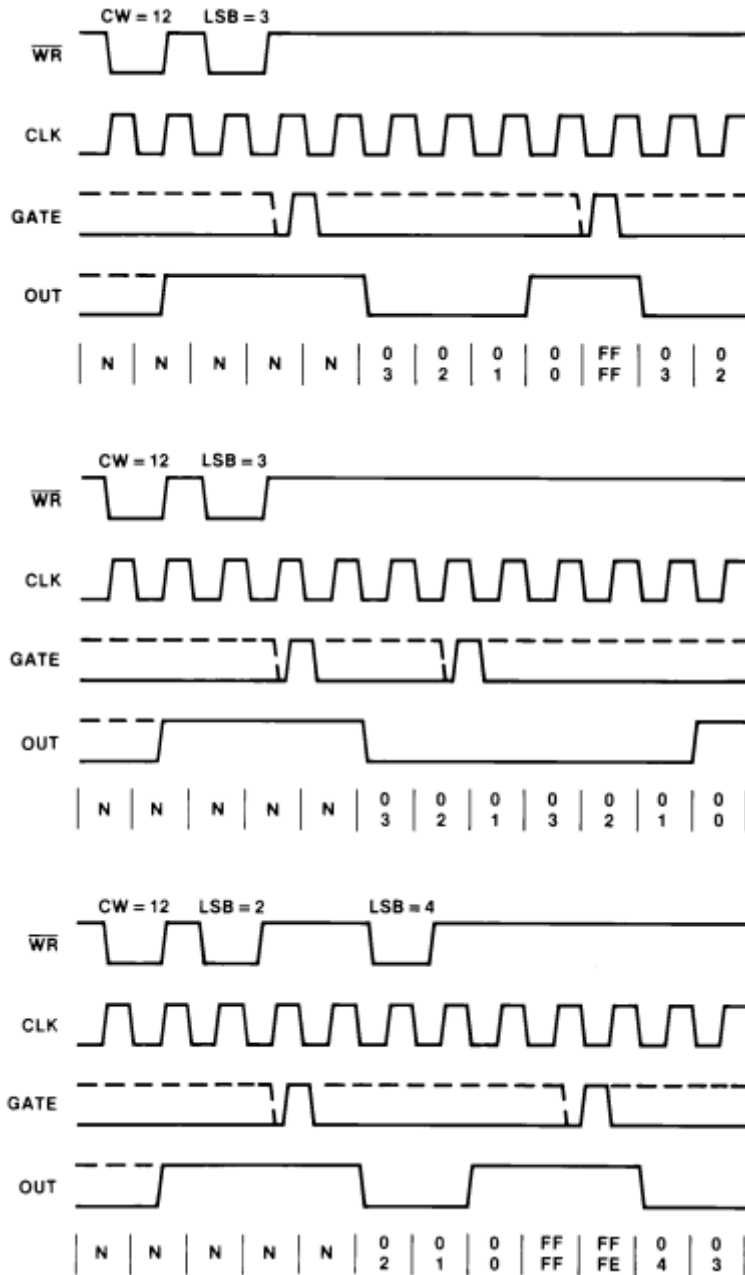 CW = 12 LSB = 3
WR
CLK
GATE
OUT
N N N N N 0 0 0 0 FF 0 0
3 2 1 0 FF 3 2
CW = 12 LSB = 3
WR
CLK
GATE
OUT
N N N N N 0 0 0 0 0 0 0
3 2 1 3 2 1 0
CW = 12 LSB = 2 LSB = 4
WR
CLK
GATE
OUT
N N N N N 0 0 0 FF FF 0 0
2 1 0 FF FE 4 3